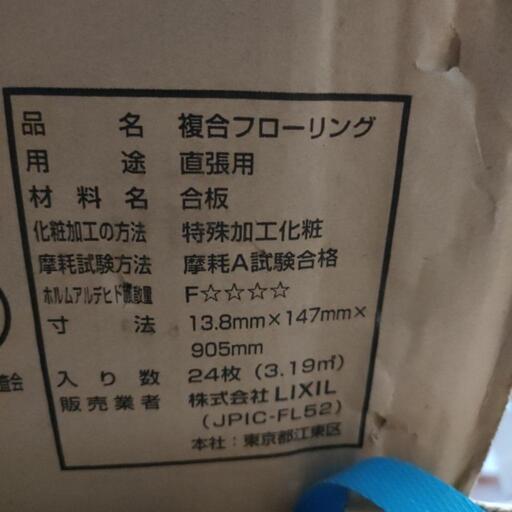 品名 複合フローリング
用途 直張用
材料名 合板
化粧加工の方法 特殊加工化粧
摩耗試験方法 摩耗A試験合格
ホルムアルデヒド放散量 F☆☆☆☆
寸法 13.8mm×147mm×
905mm
入り数 24枚（3.19㎡）
販売業者 株式会社 LIXIL
（JPIC-FL52）
本社：東京都江東区